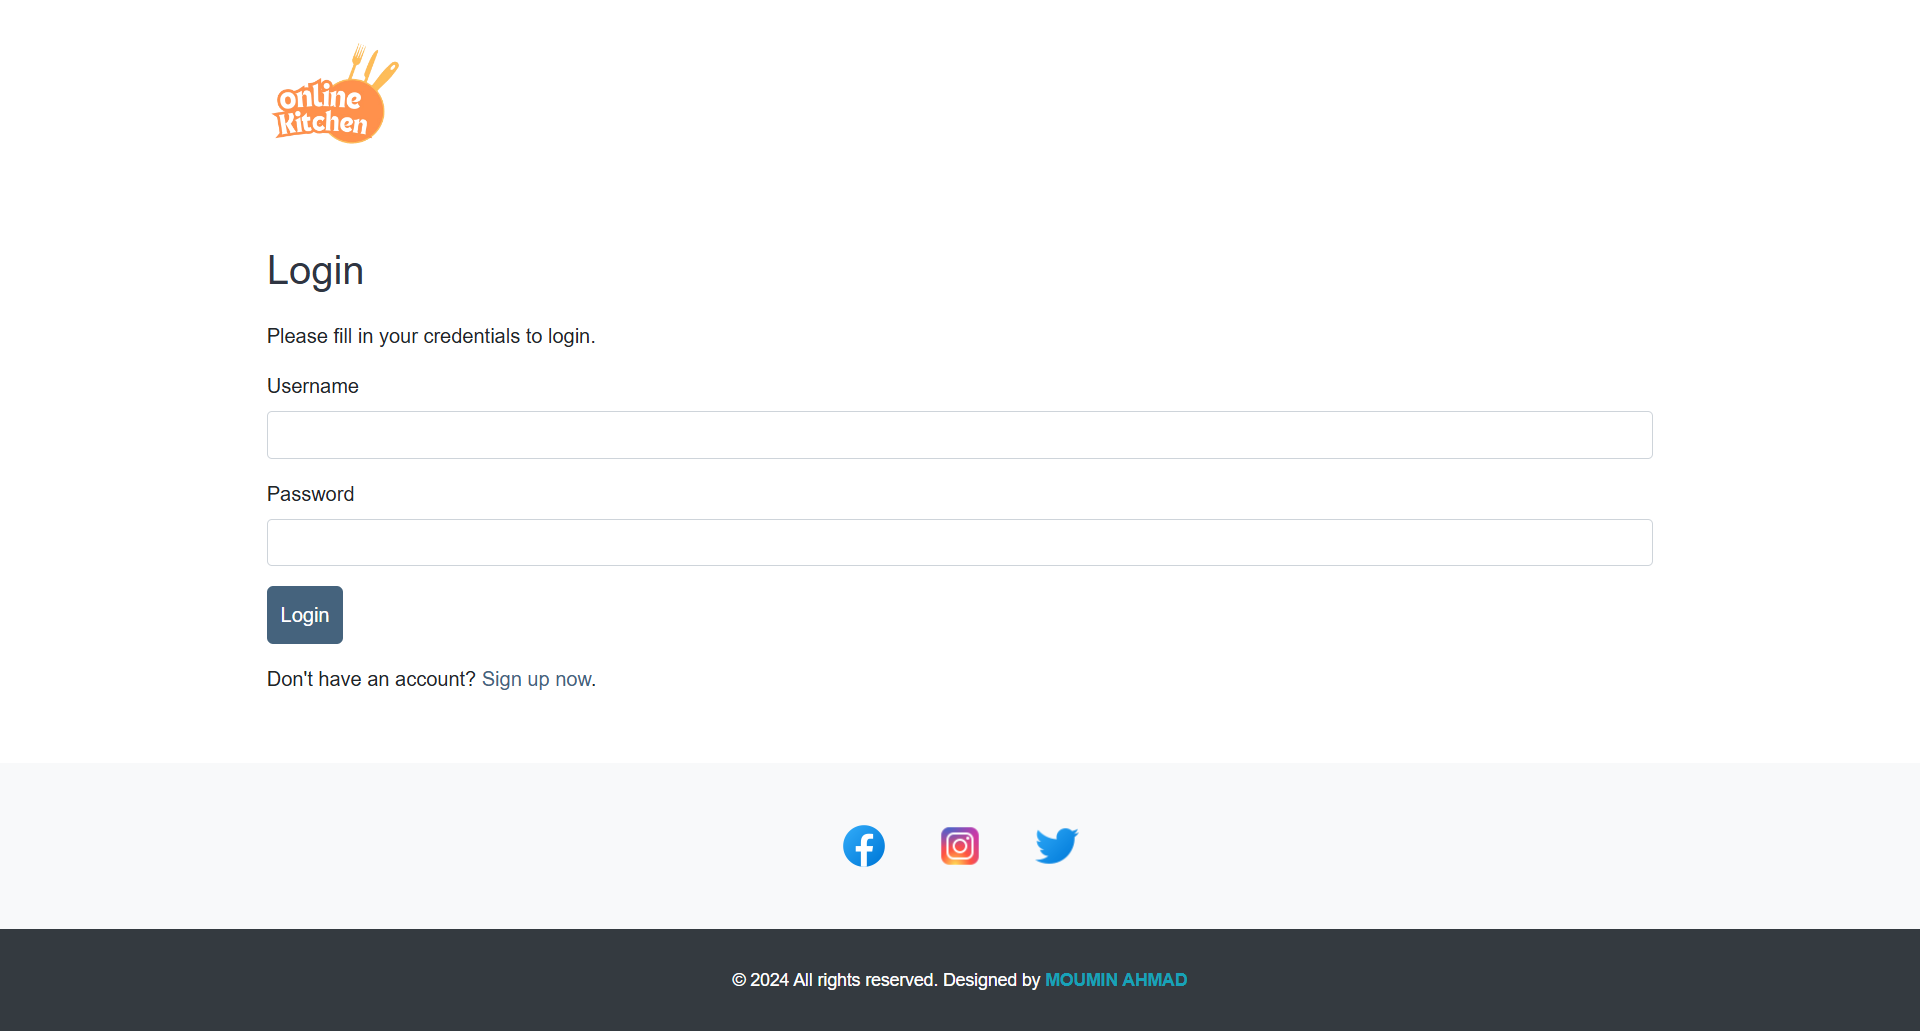 online
kitchen
Login
Please fill in your credentials to login.
Username
Password
Login
Don't have an account? Sign up now.
© 2024 All rights reserved. Designed by MOUMIN AHMAD